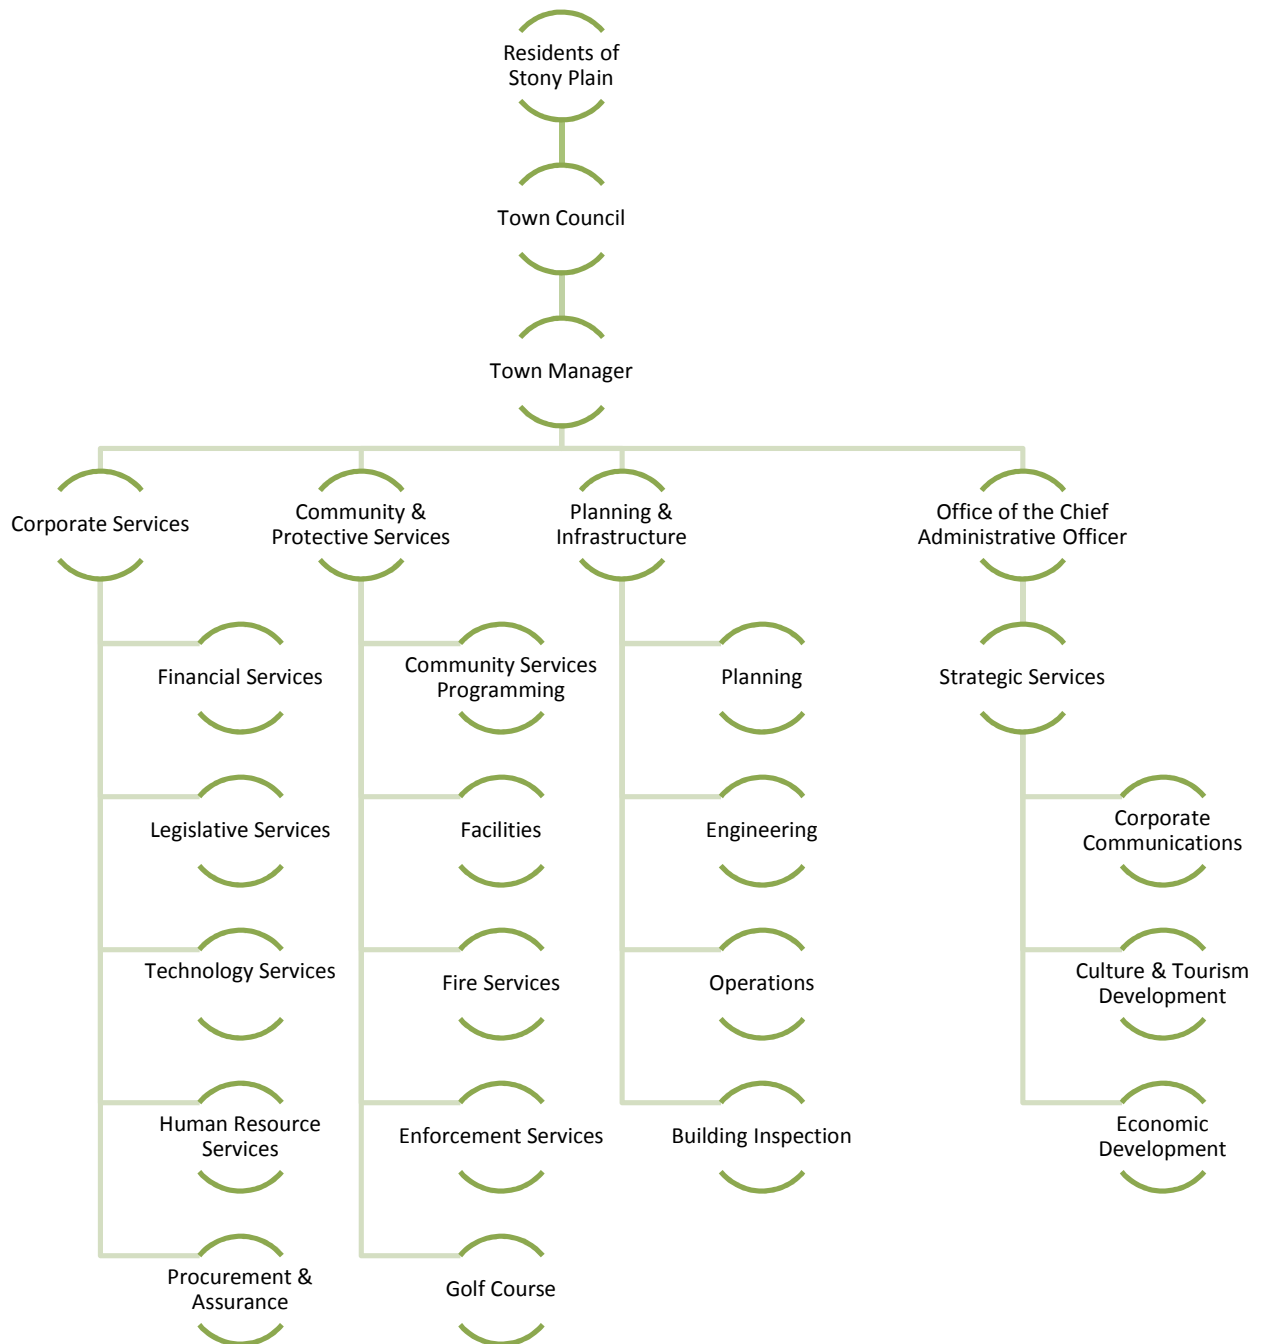 Residents of
Stony Plain
Town Council
Town Manager
Corporate Services
Community &
Protective Services
Planning &
Infrastructure
Office of the Chief
Administrative Officer
Financial Services
Community Services
Programming
Planning
Strategic Services
Legislative Services
Facilities
Engineering
Corporate
Communications
Technology Services
Fire Services
Operations
Culture & Tourism
Development
Human Resource
Services
Enforcement Services
Building Inspection
Economic
Development
Procurement &
Assurance
Golf Course